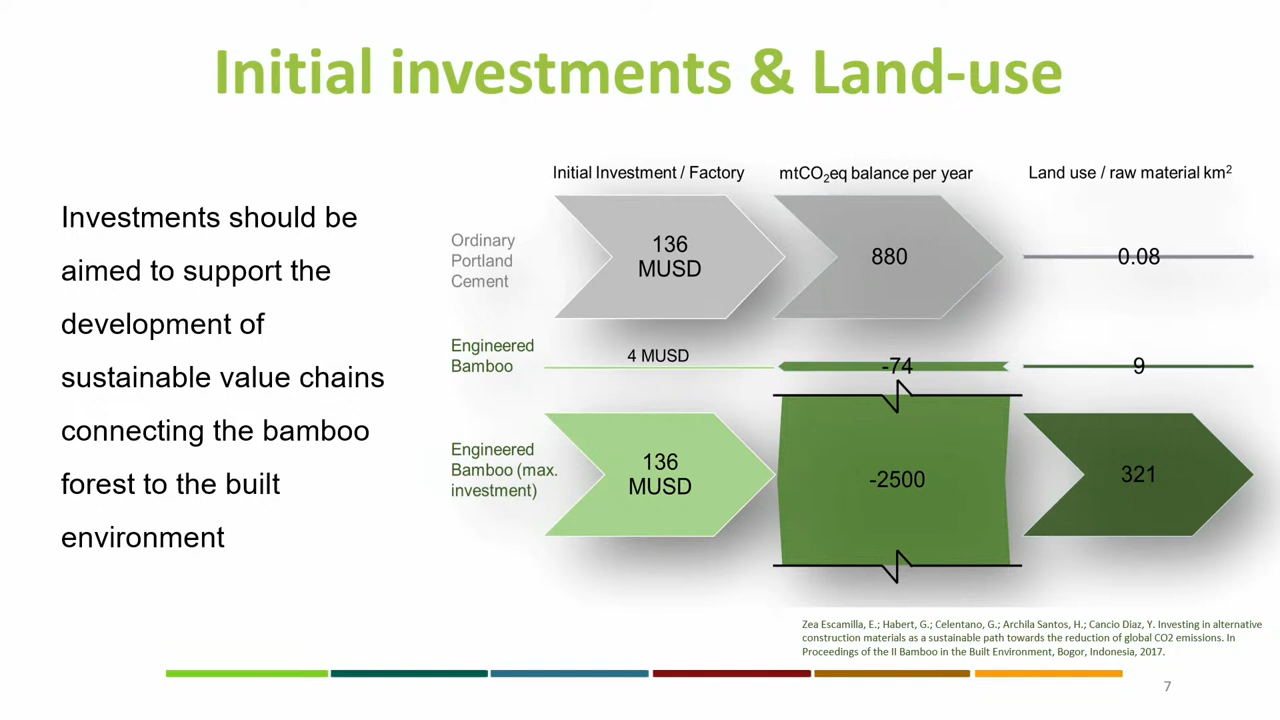 Initial investments & Land-use
Investments should be
aimed to support the
development of
sustainable value chains
connecting the bamboo
forest to the built
environment
Initial Investment / Factory
mtCO₂eq balance per year
Land use / raw material km²
Ordinary
Portland
Cement
136
MUSD
880
0.08
Engineered
Bamboo
4 MUSD
-74
9
Engineered
Bamboo (max.
investment)
136
MUSD
-2500
321
Zea Escamilla, E.; Habert, G.; Celentano, G.; Archila Santos, H.; Cancio Diaz, Y. Investing in alternative
construction materials as a sustainable path towards the reduction of global CO2 emissions. In
Proceedings of the II Bamboo in the Built Environment, Bogor, Indonesia, 2017.
7